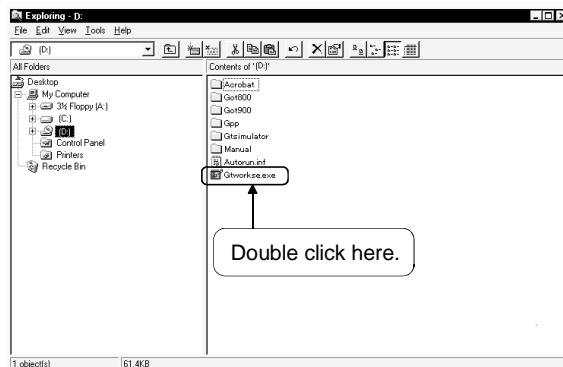 Exploring - D:
File Edit View Tools Help
(D:)
All Folders
Contents of '(D:)'
Desktop
My Computer
3½ Floppy (A:)
(C:)
(D:)
Control Panel
Printers
Recycle Bin
Acrobat
Got800
Got900
Gpp
Gtsimulator
Manual
Autorun.inf
Gtworkse.exe
Double click here.
1 object(s)
61.4KB